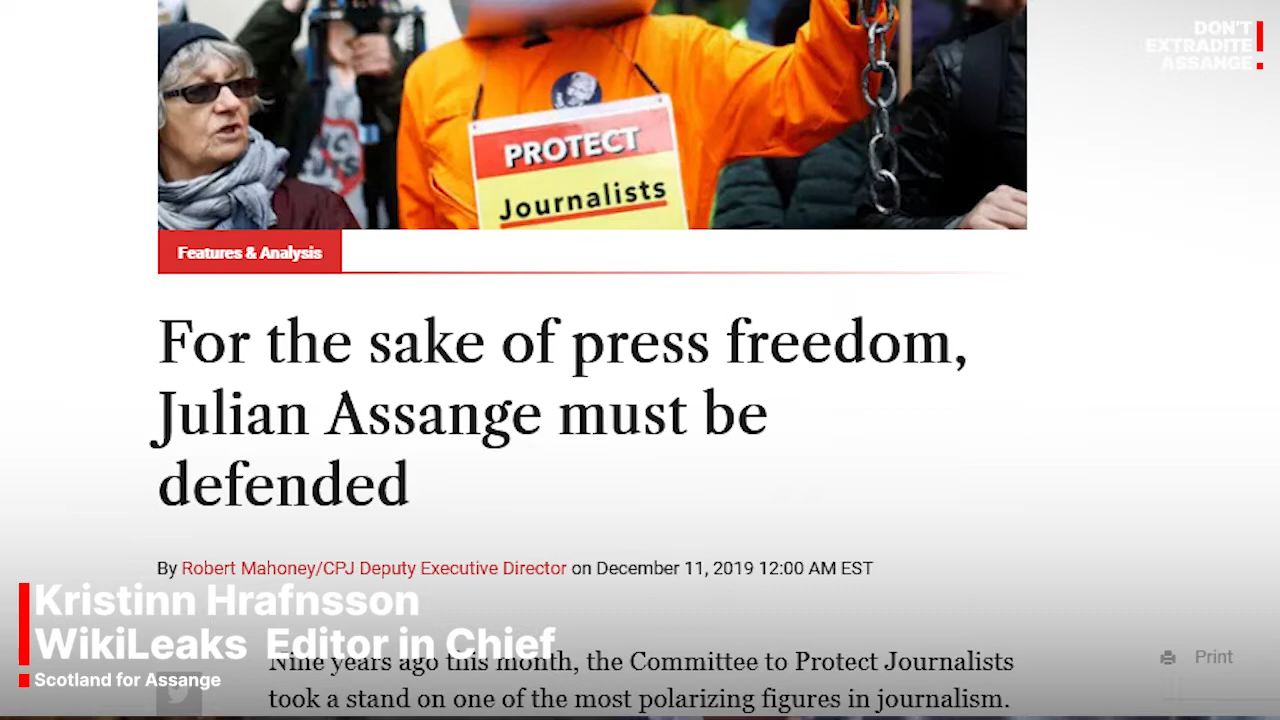 DON'T
EXTRADITE
ASSANGE!
PROTECT
Journalists
Features & Analysis
For the sake of press freedom,
Julian Assange must be
defended
By Robert Mahoney/CPJ Deputy Executive Director on December 11, 2019 12:00 AM EST
Kristinn Hrafnsson
WikiLeaks Editor in Chief
Scotland for Assange
Nine years ago this month, the Committee to Protect Journalists
took a stand on one of the most polarizing figures in journalism.
Print